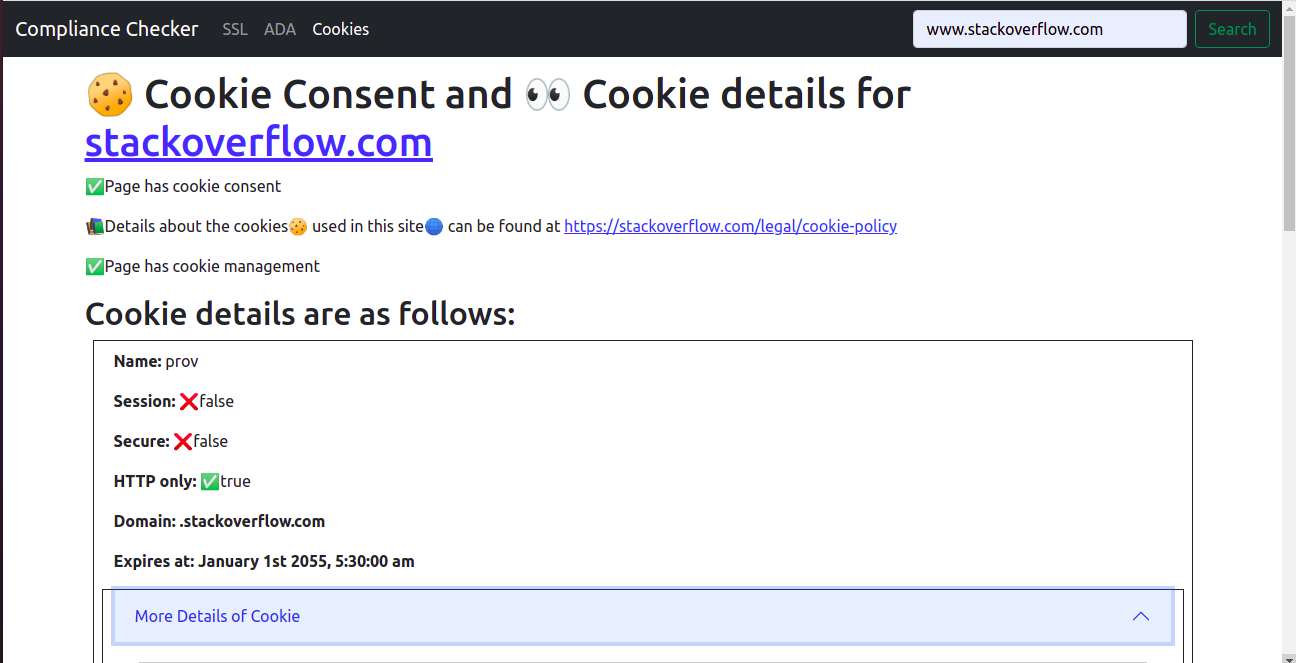 Compliance Checker SSL ADA Cookies www.stackoverflow.com Search
🍪 Cookie Consent and 👀 Cookie details for
stackoverflow.com
✅Page has cookie consent
📚Details about the cookies🍪 used in this site🌐 can be found at https://stackoverflow.com/legal/cookie-policy
✅Page has cookie management
Cookie details are as follows:
Name: prov
Session: ❌false
Secure: ❌false
HTTP only: ✅true
Domain: .stackoverflow.com
Expires at: January 1st 2055, 5:30:00 am
More Details of Cookie